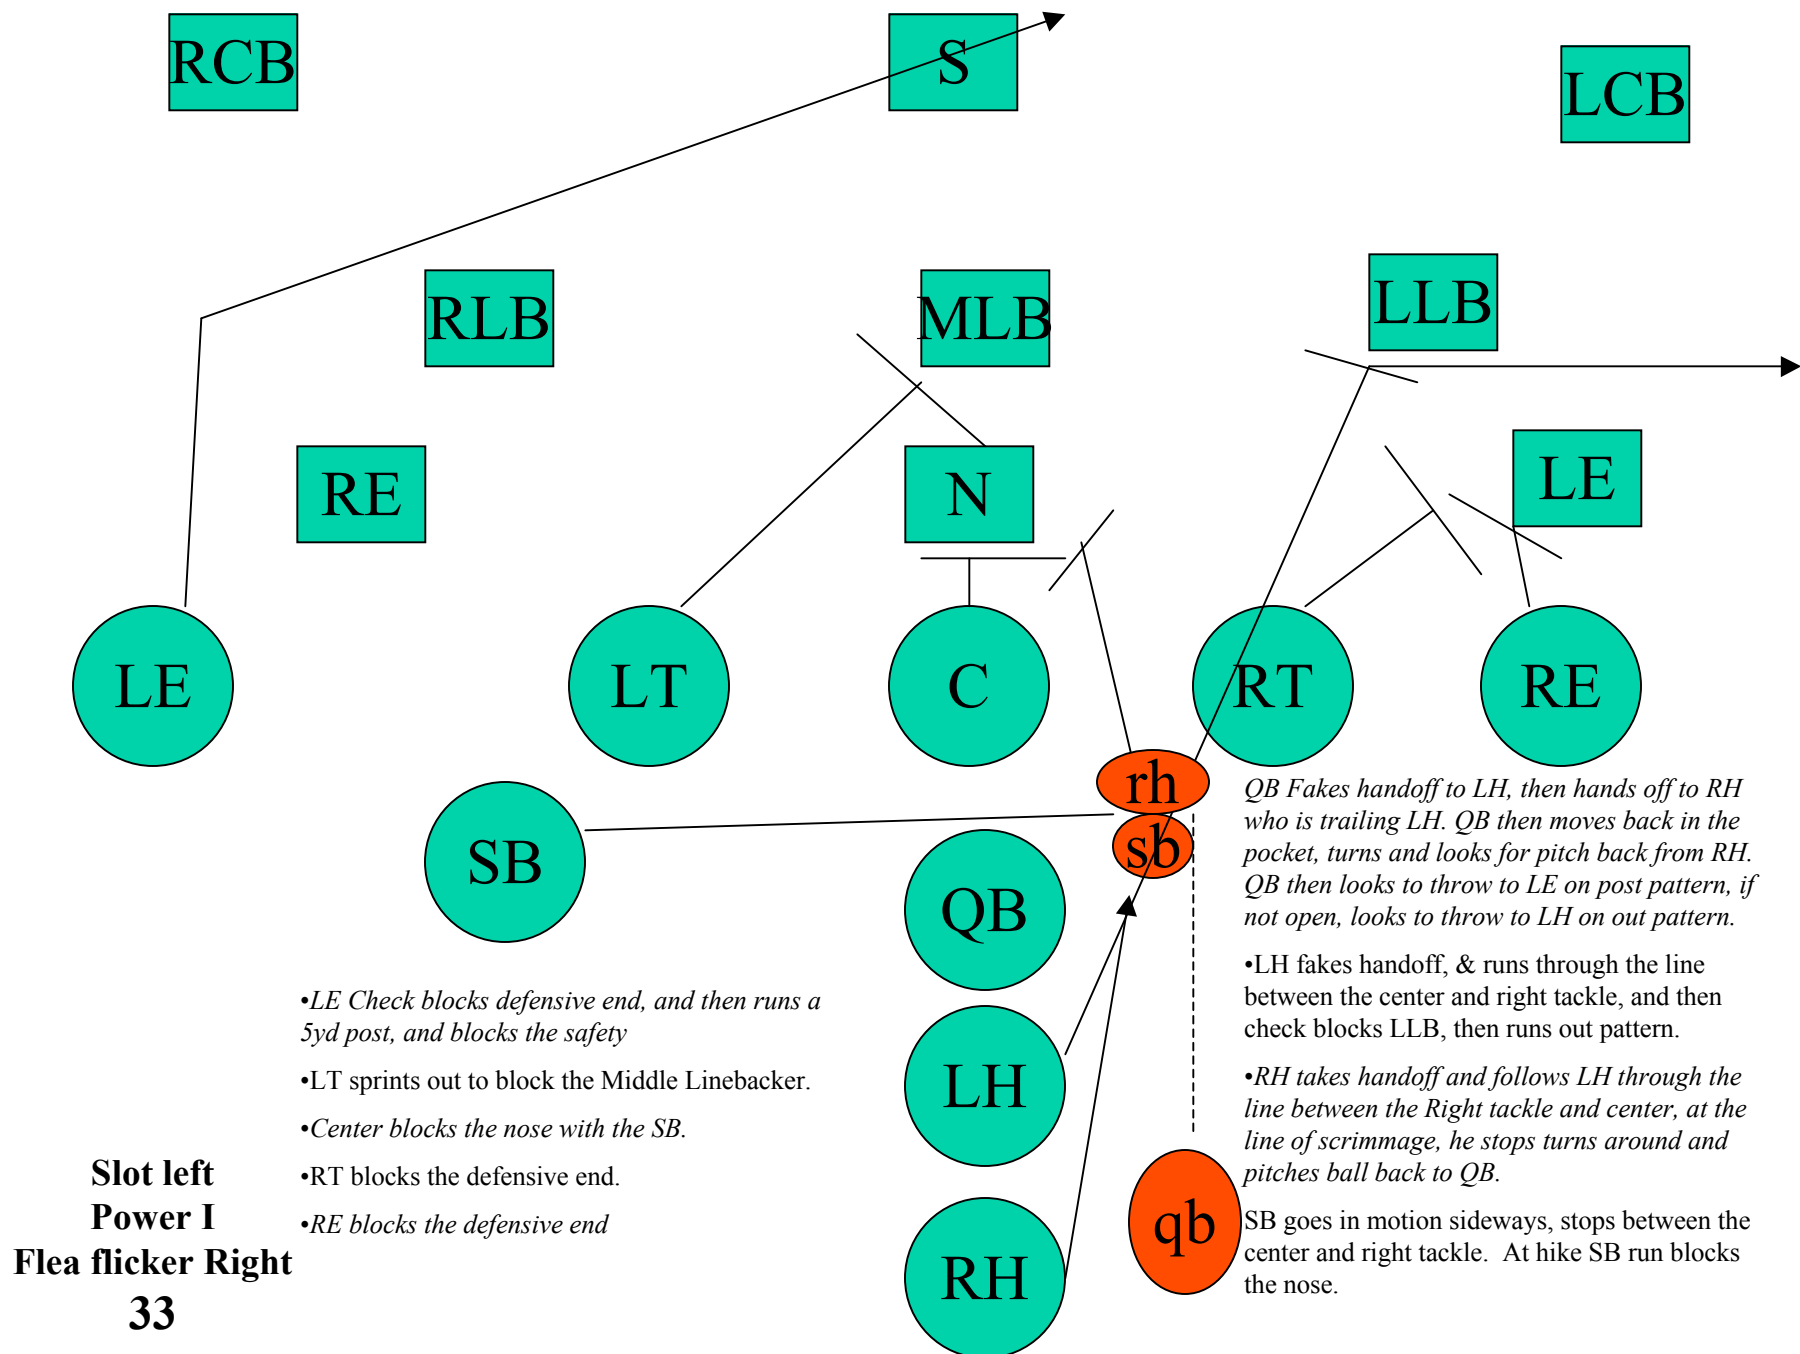 RCB
S
LCB
RLB
MLB
LLB
RE
N
LE
LE
LT
C
RT
RE
rh
sb
SB
QB
LH
RH
qb
QB Fakes handoff to LH, then hands off to RH
who is trailing LH. QB then moves back in the
pocket, turns and looks for pitch back from RH.
QB then looks to throw to LE on post pattern, if
not open, looks to throw to LH on out pattern.
•LH fakes handoff, & runs through the line
between the center and right tackle, and then
check blocks LLB, then runs out pattern.
•RH takes handoff and follows LH through the
line between the Right tackle and center, at the
line of scrimmage, he stops turns around and
pitches ball back to QB.
SB goes in motion sideways, stops between the
center and right tackle.  At hike SB run blocks
the nose.
•LE Check blocks defensive end, and then runs a
5yd post, and blocks the safety
•LT sprints out to block the Middle Linebacker.
•Center blocks the nose with the SB.
•RT blocks the defensive end.
•RE blocks the defensive end
Slot left
Power I
Flea flicker Right
33